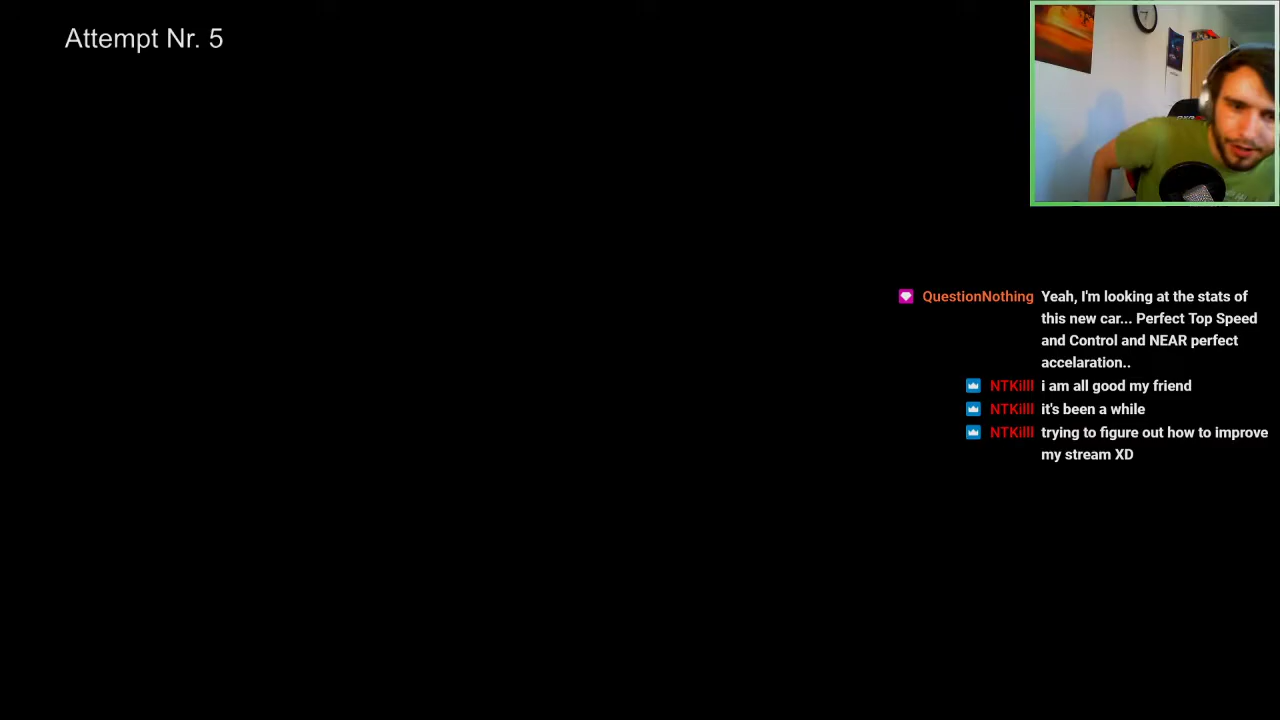 Attempt Nr. 5
QuestionNothing Yeah, I'm looking at the stats of
this new car... Perfect Top Speed
and Control and NEAR perfect
accelaration..
NTKilll i am all good my friend
NTKilll it's been a while
NTKilll trying to figure out how to improve
my stream XD